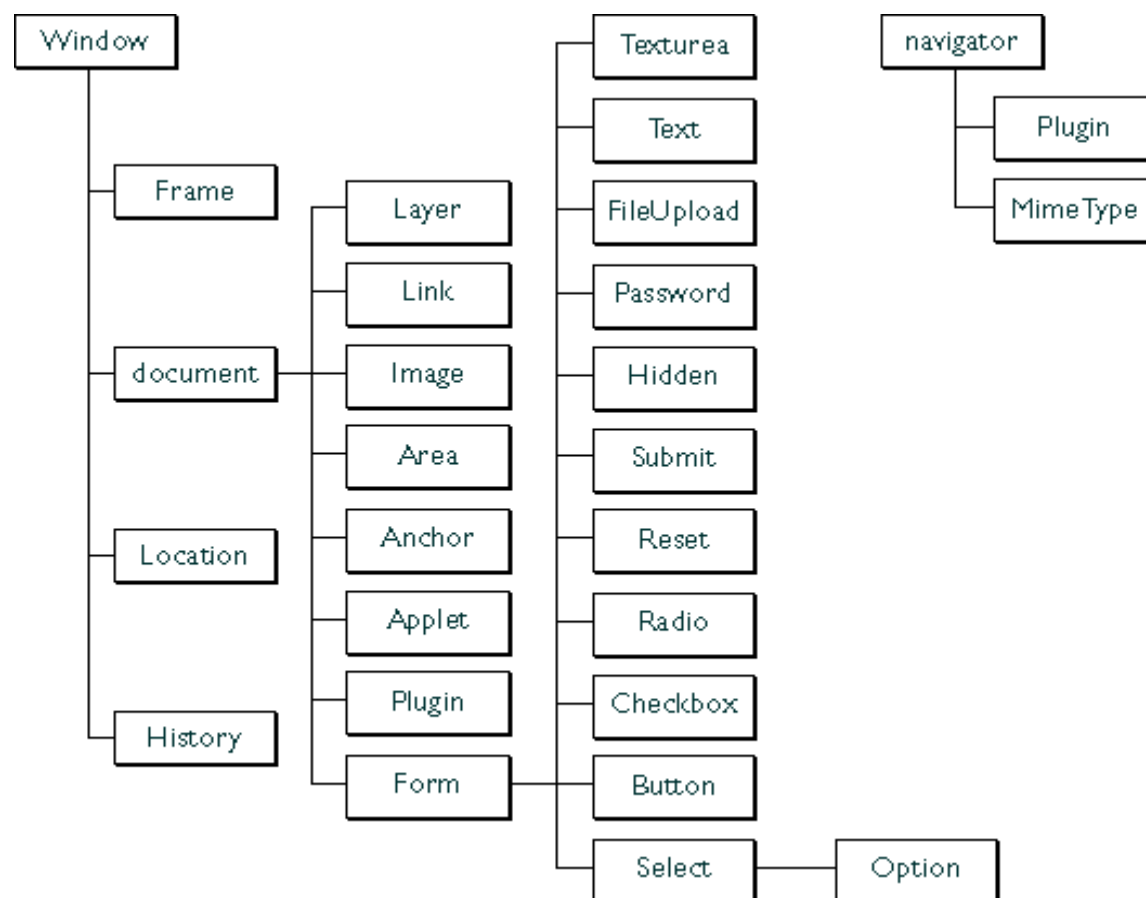 Window
Frame
document
Location
History
Layer
Link
Image
Area
Anchor
Applet
Plugin
Form
Texturea
Text
FileUpload
Password
Hidden
Submit
Reset
Radio
Checkbox
Button
Select
Option
navigator
Plugin
MimeType